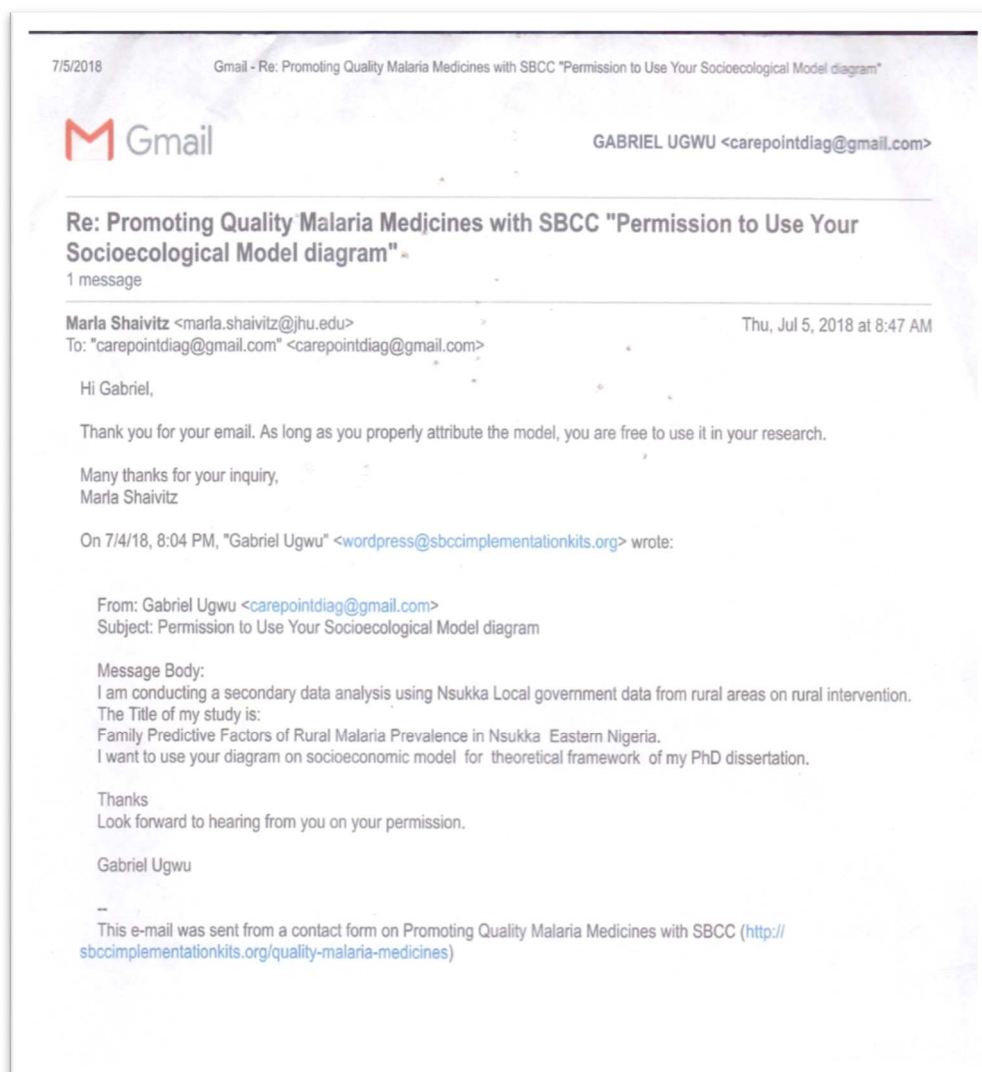 7/5/2018 Gmail - Re: Promoting Quality Malaria Medicines with SBCC "Permission to Use Your Socioecological Model diagram"
Gmail
GABRIEL UGWU <carepointdiag@gmail.com>
Re: Promoting Quality Malaria Medicines with SBCC "Permission to Use Your
Socioecological Model diagram"
1 message
Marla Shaivitz <marla.shaivitz@jhu.edu> Thu, Jul 5, 2018 at 8:47 AM
To: "carepointdiag@gmail.com" <carepointdiag@gmail.com>
Hi Gabriel,
Thank you for your email. As long as you properly attribute the model, you are free to use it in your research.
Many thanks for your inquiry,
Marla Shaivitz
On 7/4/18, 8:04 PM, "Gabriel Ugwu" <wordpress@sbccimplementationkits.org> wrote:
From: Gabriel Ugwu <carepointdiag@gmail.com>
Subject: Permission to Use Your Socioecological Model diagram
Message Body:
I am conducting a secondary data analysis using Nsukka Local government data from rural areas on rural intervention.
The Title of my study is:
Family Predictive Factors of Rural Malaria Prevalence in Nsukka Eastern Nigeria.
I want to use your diagram on socioeconomic model for theoretical framework of my PhD dissertation.
Thanks
Look forward to hearing from you on your permission.
Gabriel Ugwu
--
This e-mail was sent from a contact form on Promoting Quality Malaria Medicines with SBCC (http://
sbccimplementationkits.org/quality-malaria-medicines)